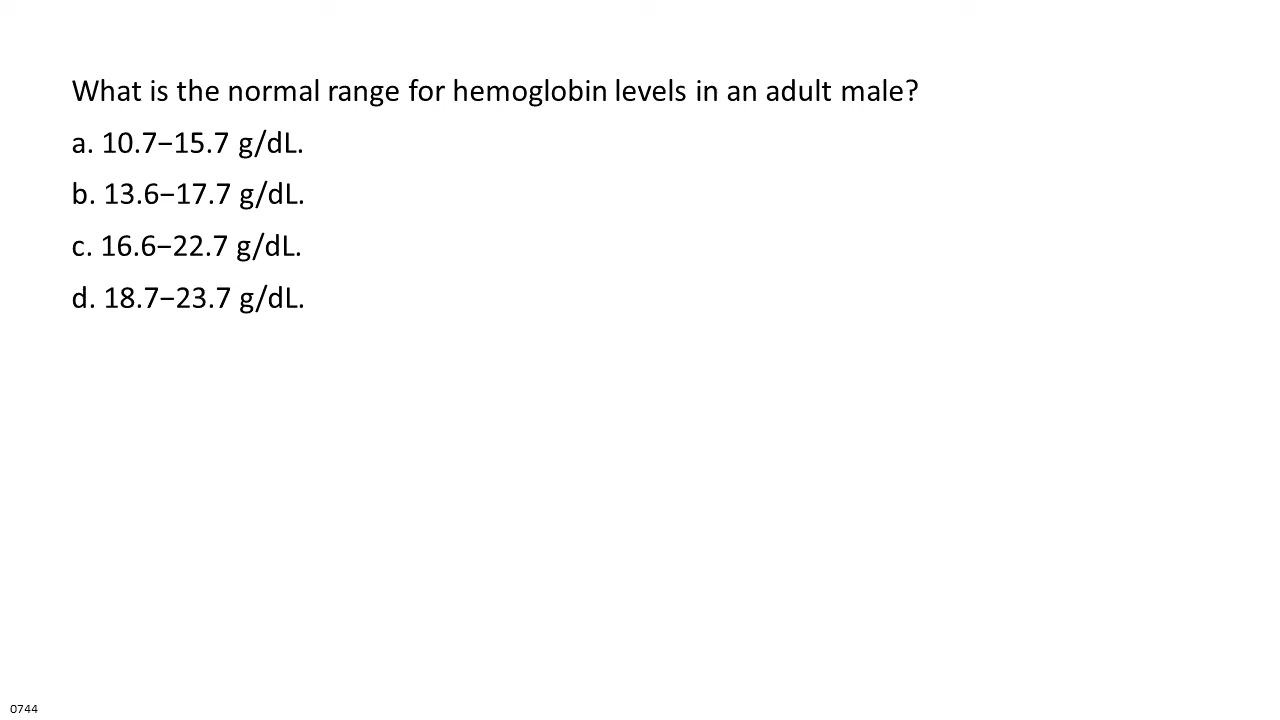 What is the normal range for hemoglobin levels in an adult male?
a. 10.7−15.7 g/dL.
b. 13.6−17.7 g/dL.
c. 16.6−22.7 g/dL.
d. 18.7−23.7 g/dL.
0744